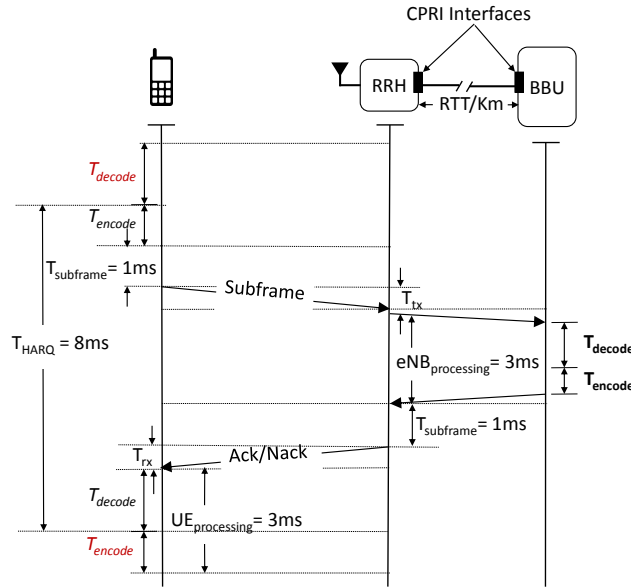 CPRI Interfaces
RRH
BBU
RTT/Km
T_decode
T_encode
T_subframe = 1ms
Subframe
T_tx
T_HARQ = 8ms
eNB_processing = 3ms
T_decode
T_encode
T_subframe = 1ms
T_rx
Ack/Nack
T_decode
UE_processing = 3ms
T_encode